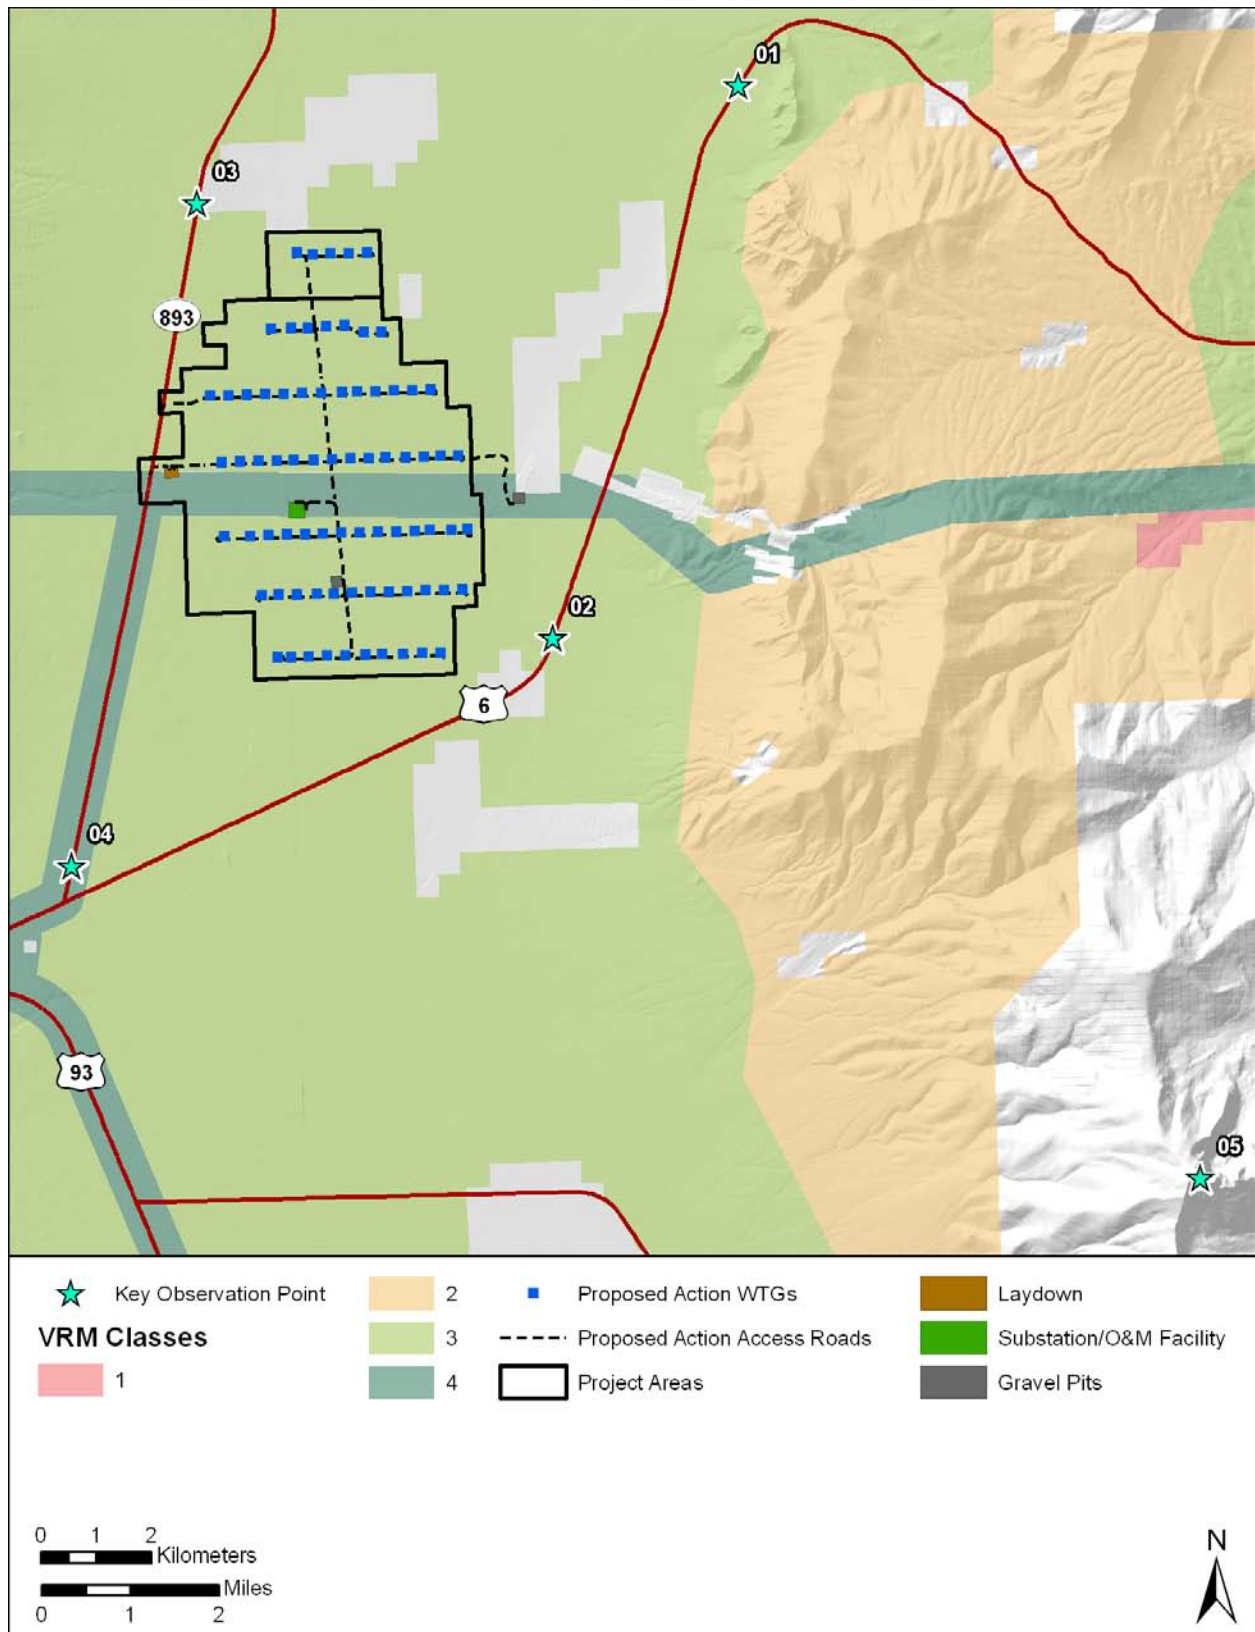 01
03
893
02
6
04
93
05
Key Observation Point
VRM Classes
1
2
3
4
Proposed Action WTGs
Proposed Action Access Roads
Project Areas
Laydown
Substation/O&M Facility
Gravel Pits
0 1 2
Kilometers
Miles
0 1 2
N